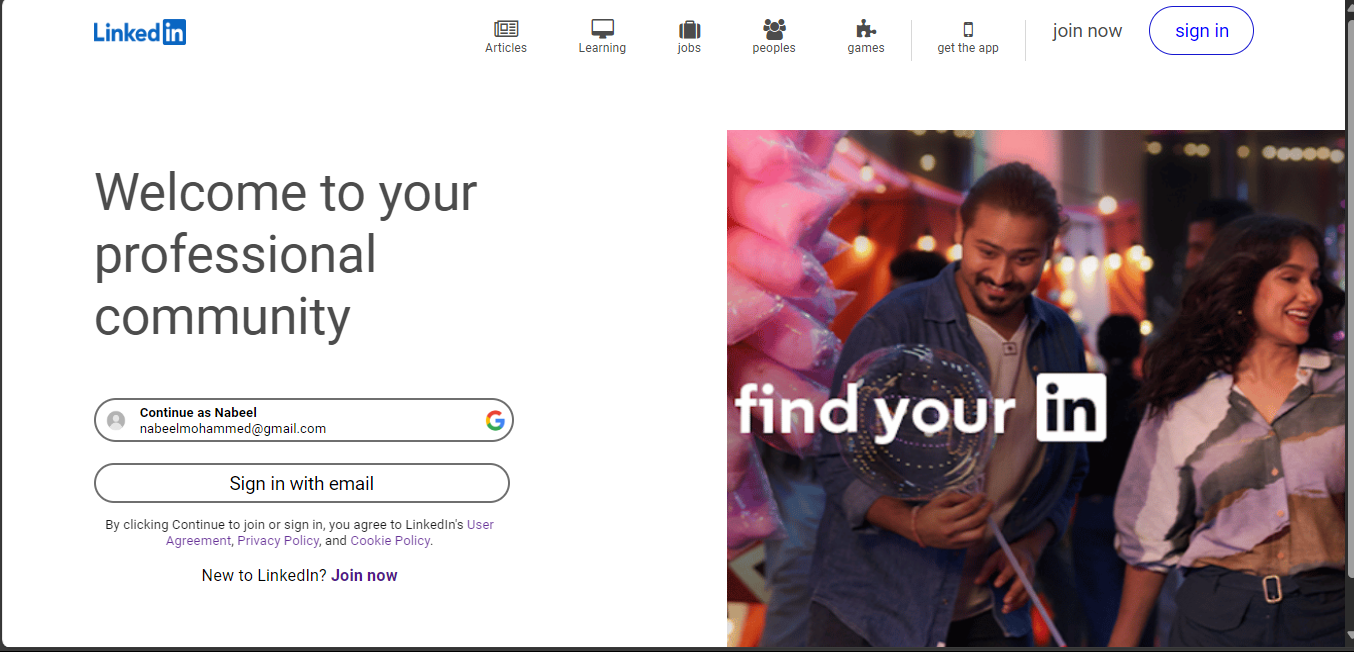 Linked in
Articles
Learning
jobs
peoples
games
get the app
join now
sign in
Welcome to your
professional
community
Continue as Nabeel
nabeelmohammed@gmail.com
G
Sign in with email
By clicking Continue to join or sign in, you agree to LinkedIn's User
Agreement, Privacy Policy, and Cookie Policy.
New to LinkedIn? Join now
find your in